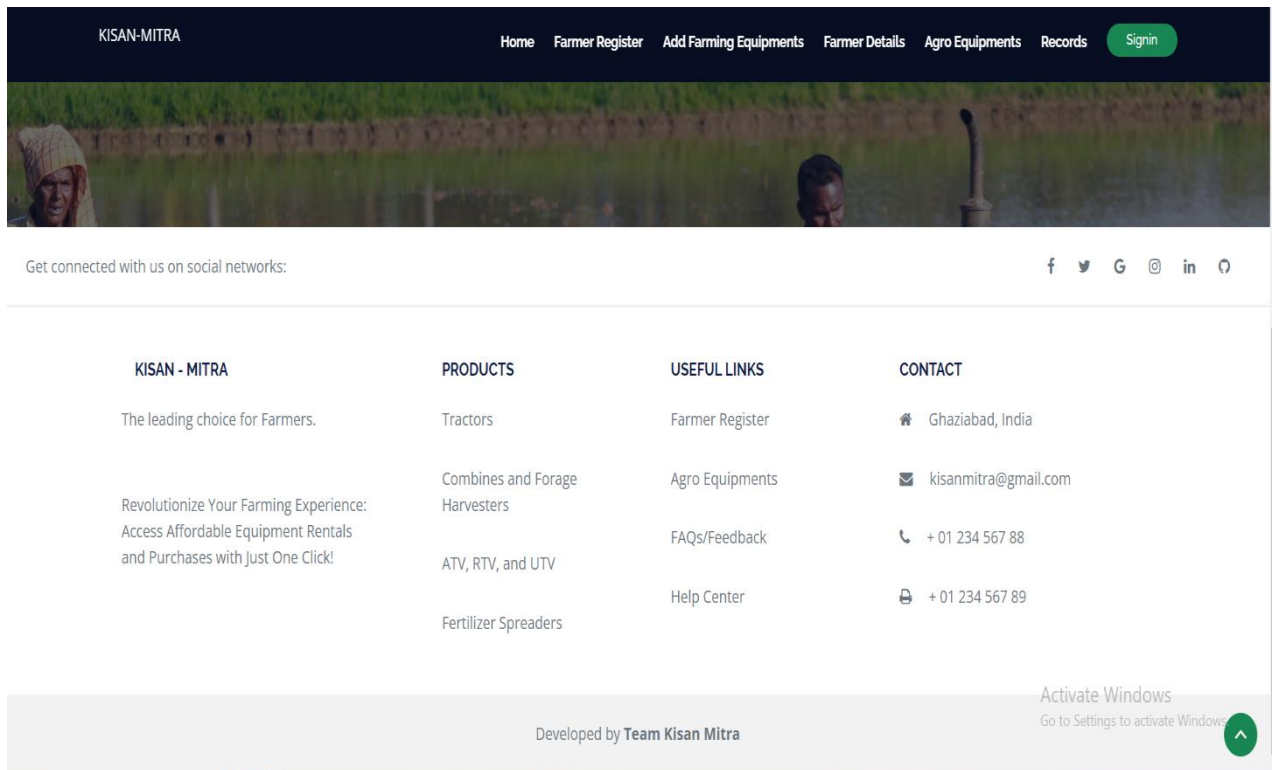 KISAN-MITRA
Home Farmer Register Add Farming Equipments Farmer Details Agro Equipments Records Signin
Get connected with us on social networks:
KISAN - MITRA
The leading choice for Farmers.
Revolutionize Your Farming Experience:
Access Affordable Equipment Rentals
and Purchases with Just One Click!
PRODUCTS
Tractors
Combines and Forage
Harvesters
ATV, RTV, and UTV
Fertilizer Spreaders
USEFUL LINKS
Farmer Register
Agro Equipments
FAQs/Feedback
Help Center
CONTACT
Ghaziabad, India
kisanmitra@gmail.com
+ 01 234 567 88
+ 01 234 567 89
Activate Windows
Go to Settings to activate Windows.
Developed by Team Kisan Mitra